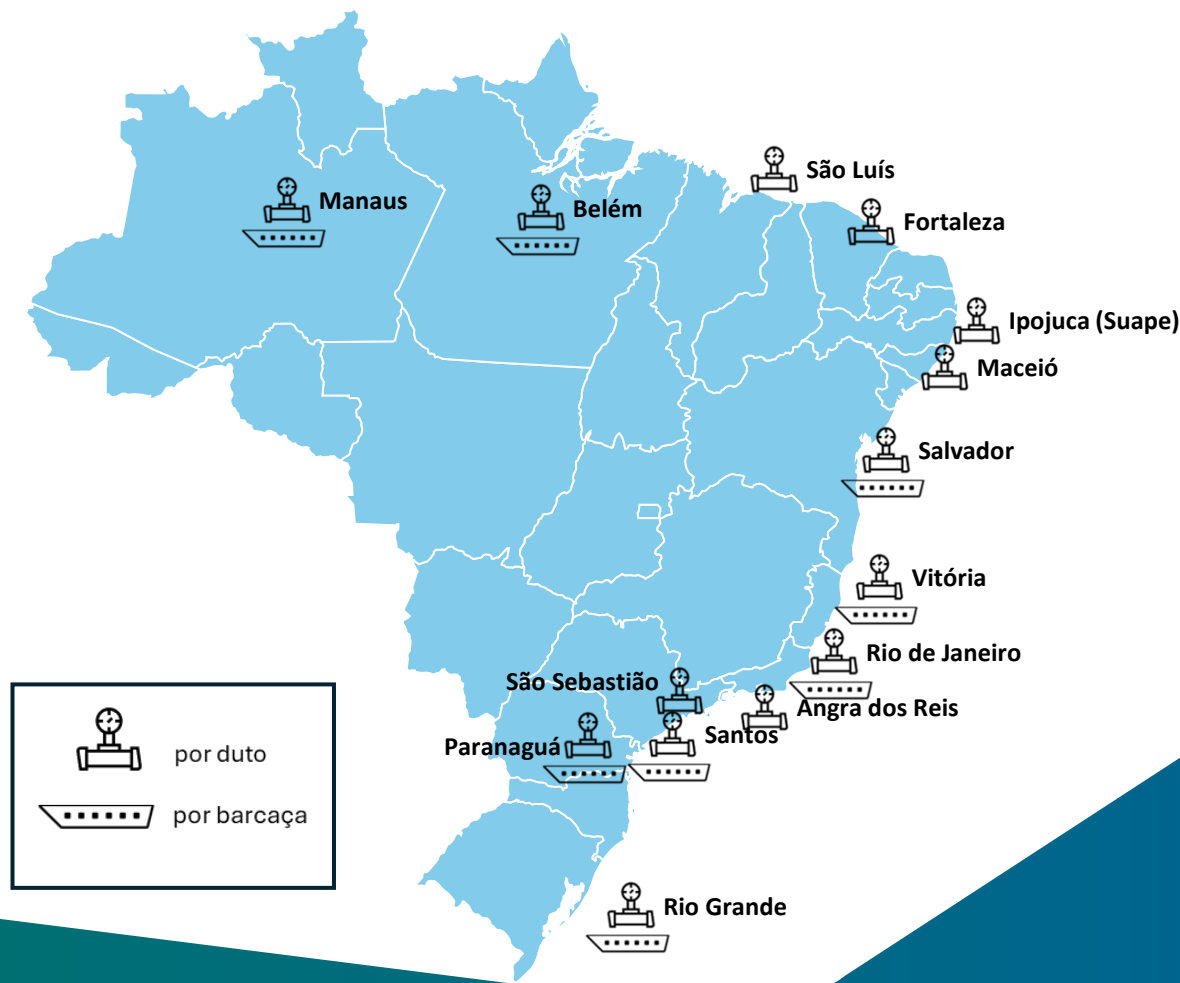 São Luís
Manaus
Belém
Fortaleza
Ipojuca (Suape)
Maceió
Salvador
Vitória
Rio de Janeiro
São Sebastião
Angra dos Reis
Santos
Paranaguá
por duto
por barcaça
Rio Grande